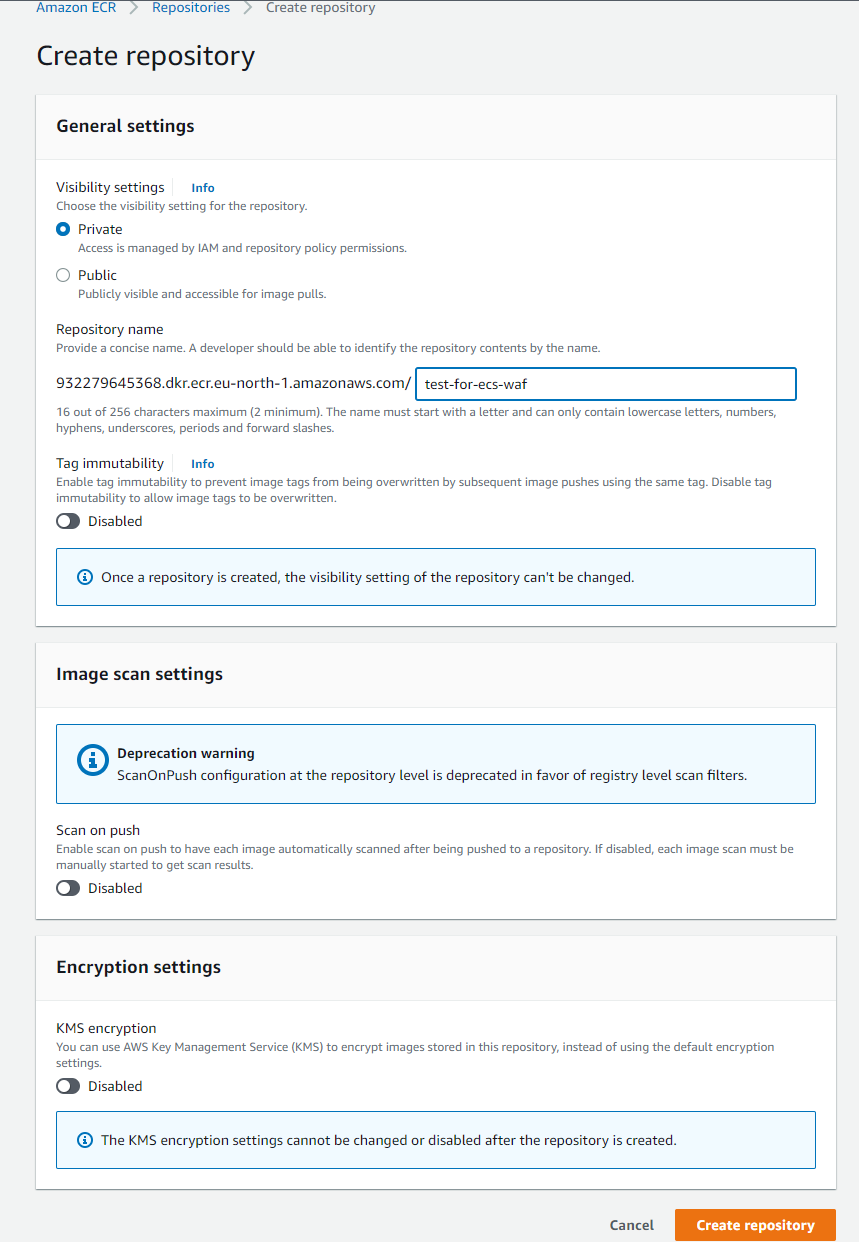 Amazon ECR > Repositories > Create repository
Create repository
General settings
Visibility settings Info
Choose the visibility setting for the repository.
Private
Access is managed by IAM and repository policy permissions.
Public
Publicly visible and accessible for image pulls.
Repository name
Provide a concise name. A developer should be able to identify the repository contents by the name.
932279645368.dkr.ecr.eu-north-1.amazonaws.com/ test-for-ecs-waf
16 out of 256 characters maximum (2 minimum). The name must start with a letter and can only contain lowercase letters, numbers,
hyphens, underscores, periods and forward slashes.
Tag immutability Info
Enable tag immutability to prevent image tags from being overwritten by subsequent image pushes using the same tag. Disable tag
immutability to allow image tags to be overwritten.
Disabled
Once a repository is created, the visibility setting of the repository can't be changed.
Image scan settings
Deprecation warning
ScanOnPush configuration at the repository level is deprecated in favor of registry level scan filters.
Scan on push
Enable scan on push to have each image automatically scanned after being pushed to a repository. If disabled, each image scan must be
manually started to get scan results.
Disabled
Encryption settings
KMS encryption
You can use AWS Key Management Service (KMS) to encrypt images stored in this repository, instead of using the default encryption
settings.
Disabled
The KMS encryption settings cannot be changed or disabled after the repository is created.
Cancel Create repository